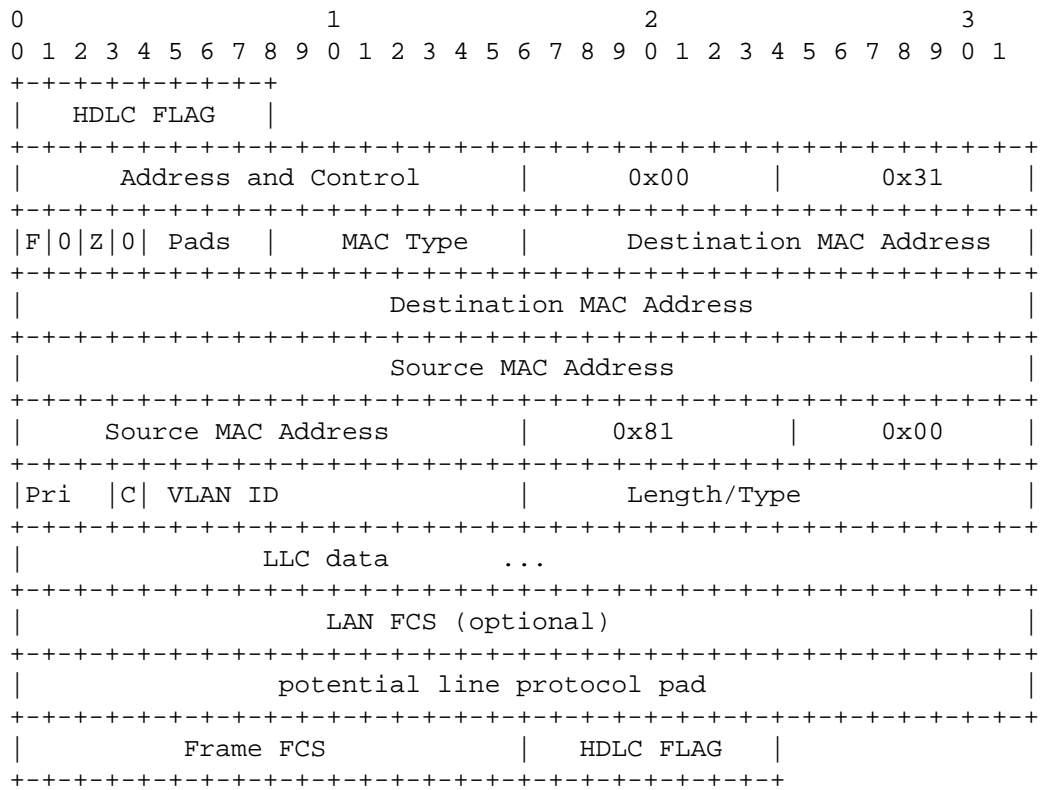 0                   1                   2                   3
0 1 2 3 4 5 6 7 8 9 0 1 2 3 4 5 6 7 8 9 0 1 2 3 4 5 6 7 8 9 0 1
+-+-+-+-+-+-+-+-+
|   HDLC FLAG   |
+-+-+-+-+-+-+-+-+-+-+-+-+-+-+-+-+-+-+-+-+-+-+-+-+-+-+-+-+-+-+-+-+
|      Address and Control      |      0x00     |      0x31     |
+-+-+-+-+-+-+-+-+-+-+-+-+-+-+-+-+-+-+-+-+-+-+-+-+-+-+-+-+-+-+-+-+
|F|0|Z|0| Pads  |    MAC Type   |      Destination MAC Address  |
+-+-+-+-+-+-+-+-+-+-+-+-+-+-+-+-+-+-+-+-+-+-+-+-+-+-+-+-+-+-+-+-+
|                       Destination MAC Address                 |
+-+-+-+-+-+-+-+-+-+-+-+-+-+-+-+-+-+-+-+-+-+-+-+-+-+-+-+-+-+-+-+-+
|                       Source MAC Address                      |
+-+-+-+-+-+-+-+-+-+-+-+-+-+-+-+-+-+-+-+-+-+-+-+-+-+-+-+-+-+-+-+-+
|     Source MAC Address        |     0x81       |     0x00     |
+-+-+-+-+-+-+-+-+-+-+-+-+-+-+-+-+-+-+-+-+-+-+-+-+-+-+-+-+-+-+-+-+
|Pri  |C| VLAN ID               |      Length/Type              |
+-+-+-+-+-+-+-+-+-+-+-+-+-+-+-+-+-+-+-+-+-+-+-+-+-+-+-+-+-+-+-+-+
|               LLC data       ...
+-+-+-+-+-+-+-+-+-+-+-+-+-+-+-+-+-+-+-+-+-+-+-+-+-+-+-+-+-+-+-+-+
|                   LAN FCS (optional)                          |
+-+-+-+-+-+-+-+-+-+-+-+-+-+-+-+-+-+-+-+-+-+-+-+-+-+-+-+-+-+-+-+-+
|                potential line protocol pad                    |
+-+-+-+-+-+-+-+-+-+-+-+-+-+-+-+-+-+-+-+-+-+-+-+-+-+-+-+-+-+-+-+-+
|          Frame FCS            |   HDLC FLAG   |
+-+-+-+-+-+-+-+-+-+-+-+-+-+-+-+-+-+-+-+-+-+-+-+-+